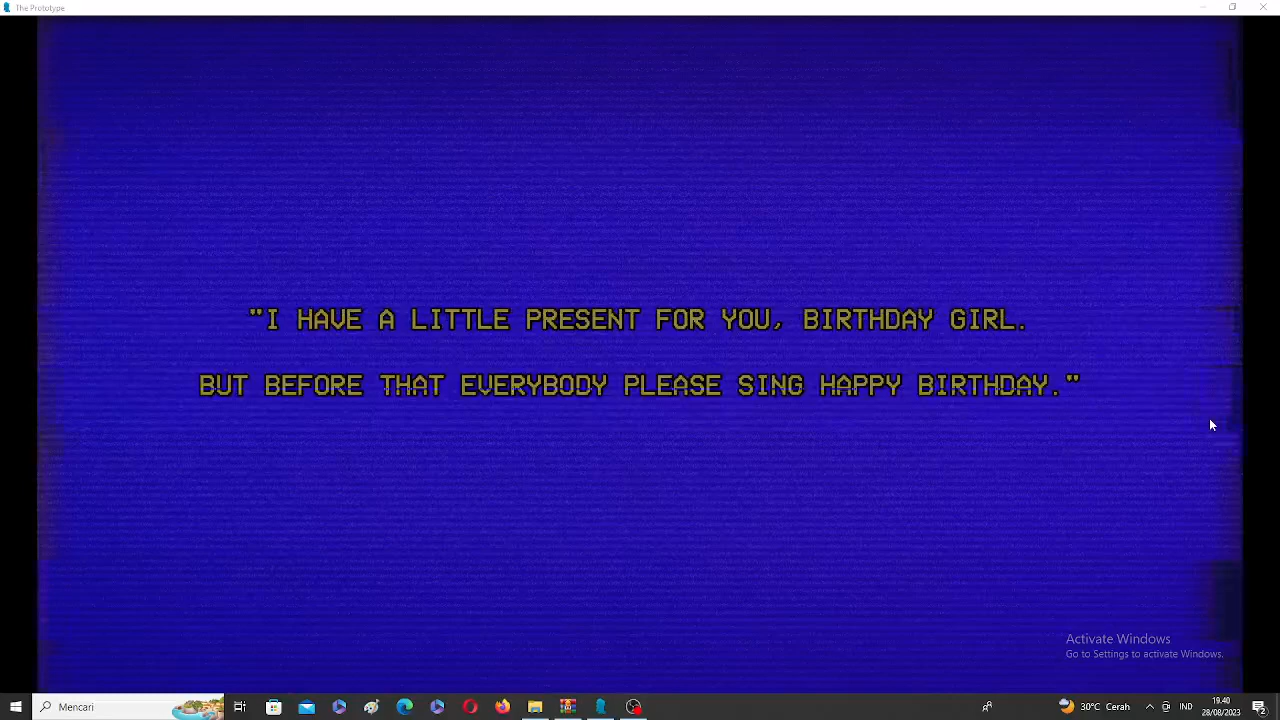 The Prototype
"I HAVE A LITTLE PRESENT FOR YOU, BIRTHDAY GIRL.
BUT BEFORE THAT EVERYBODY PLEASE SING HAPPY BIRTHDAY."
Activate Windows
Go to Settings to activate Windows.
Mencari
30°C Cerah
IND
19.40
28/08/2023